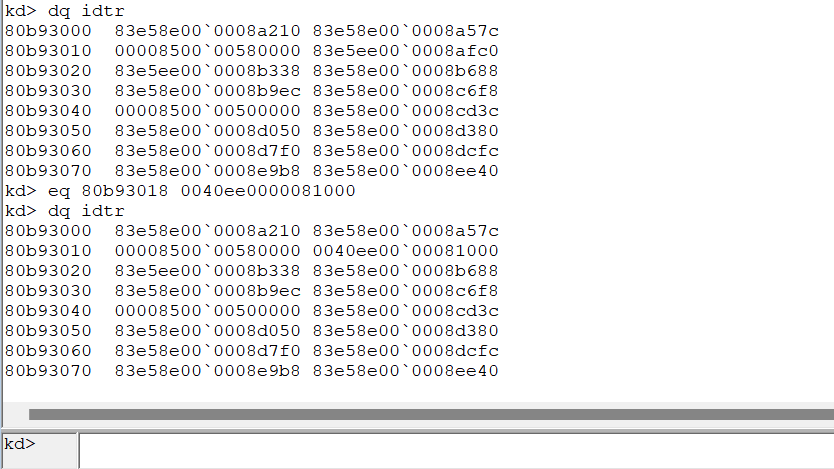 kd> dq idtr
80b93000  83e58e00`0008a210 83e58e00`0008a57c
80b93010  00008500`00580000 83e5ee00`0008afc0
80b93020  83e5ee00`0008b338 83e58e00`0008b688
80b93030  83e58e00`0008b9ec 83e58e00`0008c6f8
80b93040  00008500`00500000 83e58e00`0008cd3c
80b93050  83e58e00`0008d050 83e58e00`0008d380
80b93060  83e58e00`0008d7f0 83e58e00`0008dcfc
80b93070  83e58e00`0008e9b8 83e58e00`0008ee40
kd> eq 80b93018 0040ee0000081000
kd> dq idtr
80b93000  83e58e00`0008a210 83e58e00`0008a57c
80b93010  00008500`00580000 0040ee00`00081000
80b93020  83e5ee00`0008b338 83e58e00`0008b688
80b93030  83e58e00`0008b9ec 83e58e00`0008c6f8
80b93040  00008500`00500000 83e58e00`0008cd3c
80b93050  83e58e00`0008d050 83e58e00`0008d380
80b93060  83e58e00`0008d7f0 83e58e00`0008dcfc
80b93070  83e58e00`0008e9b8 83e58e00`0008ee40
kd>